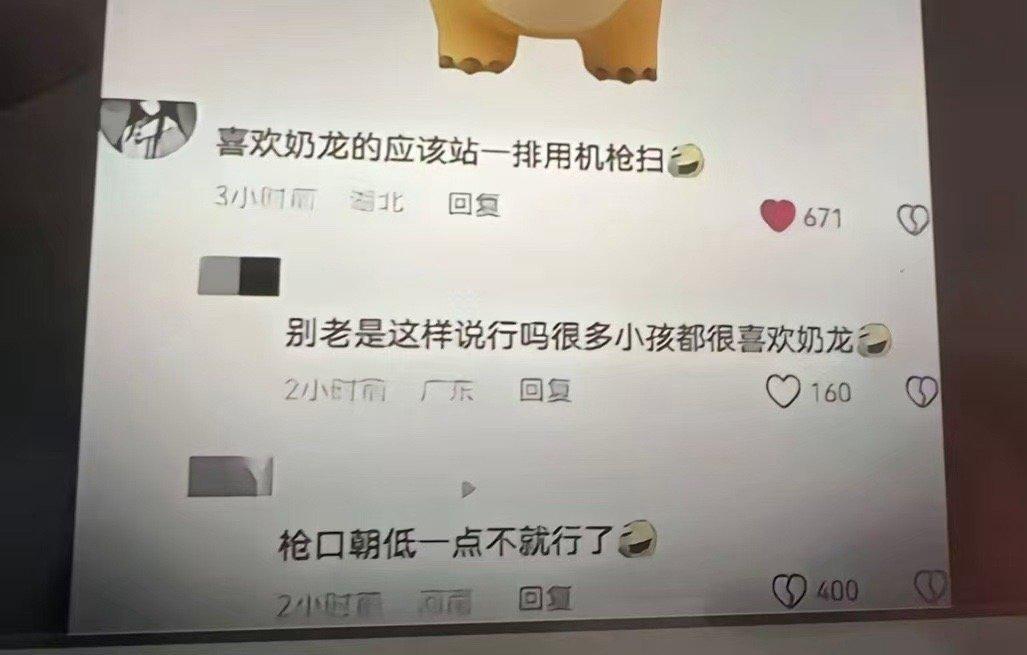 喜欢奶龙的应该站一排用机枪扫
3小时前 湖北 回复 671
别老是这样说行吗很多小孩都很喜欢奶龙
2小时前 广东 回复 160
枪口朝低一点不就行了
2小时前 河南 回复 400